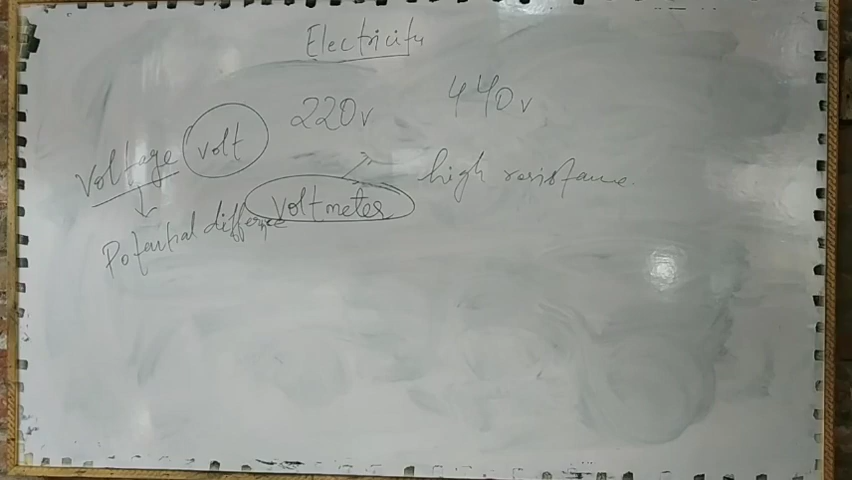 Electricity
220v 440v
Voltage volt
voltmeter high resistance
Potential difference